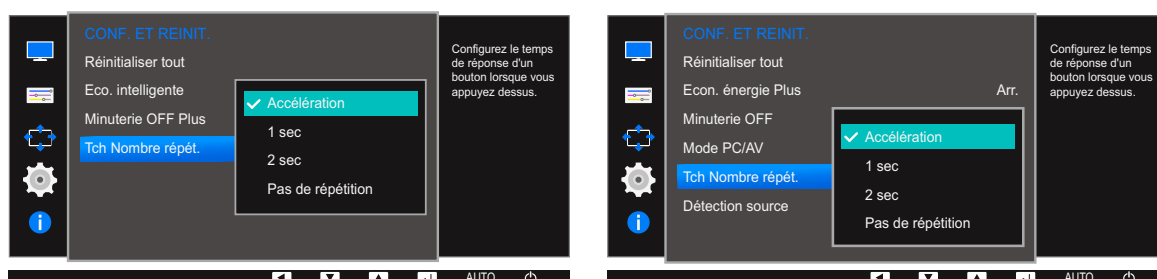 CONF. ET REINIT.
Réinitialiser tout
Eco. intelligente
Minuterie OFF Plus
Tch Nombre répét.
Accélération
1 sec
2 sec
Pas de répétition
Configurez le temps
de réponse d'un
bouton lorsque vous
appuyez dessus.
AUTO
CONF. ET REINIT.
Réinitialiser tout
Econ. énergie Plus Arr.
Minuterie OFF
Mode PC/AV
Tch Nombre répét.
Détection source
Accélération
1 sec
2 sec
Pas de répétition
Configurez le temps
de réponse d'un
bouton lorsque vous
appuyez dessus.
AUTO